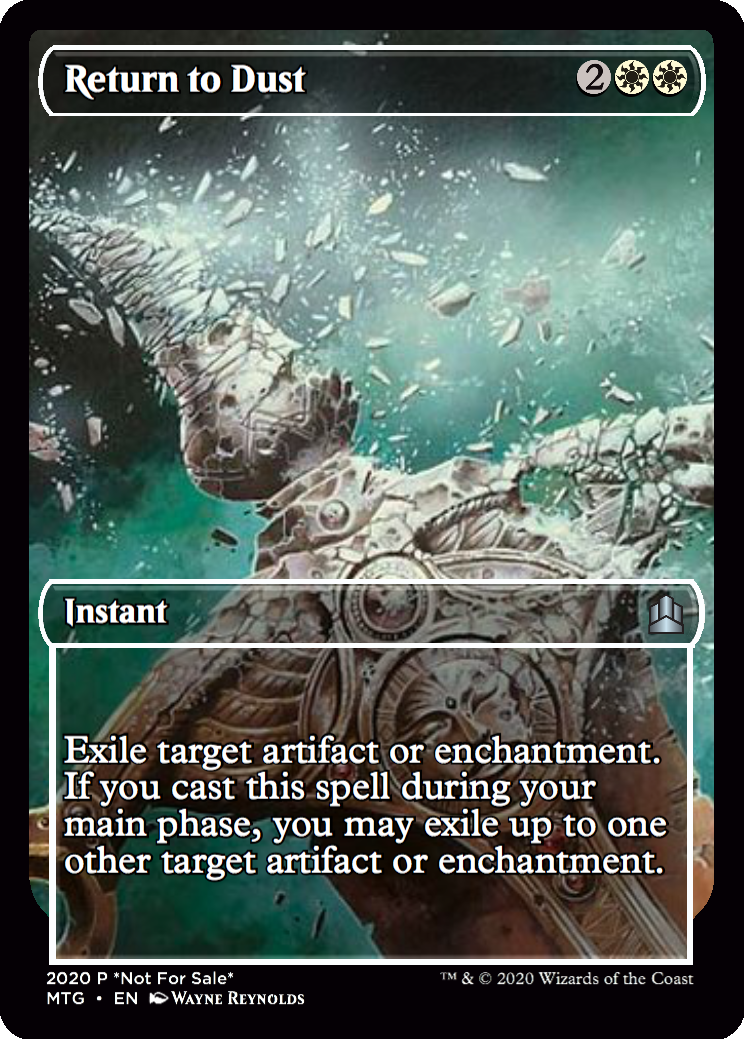 Return to Dust 2
Instant
Exile target artifact or enchantment.
If you cast this spell during your
main phase, you may exile up to one
other target artifact or enchantment.
2020 P *Not For Sale* ™ & © 2020 Wizards of the Coast
MTG • EN Wayne Reynolds